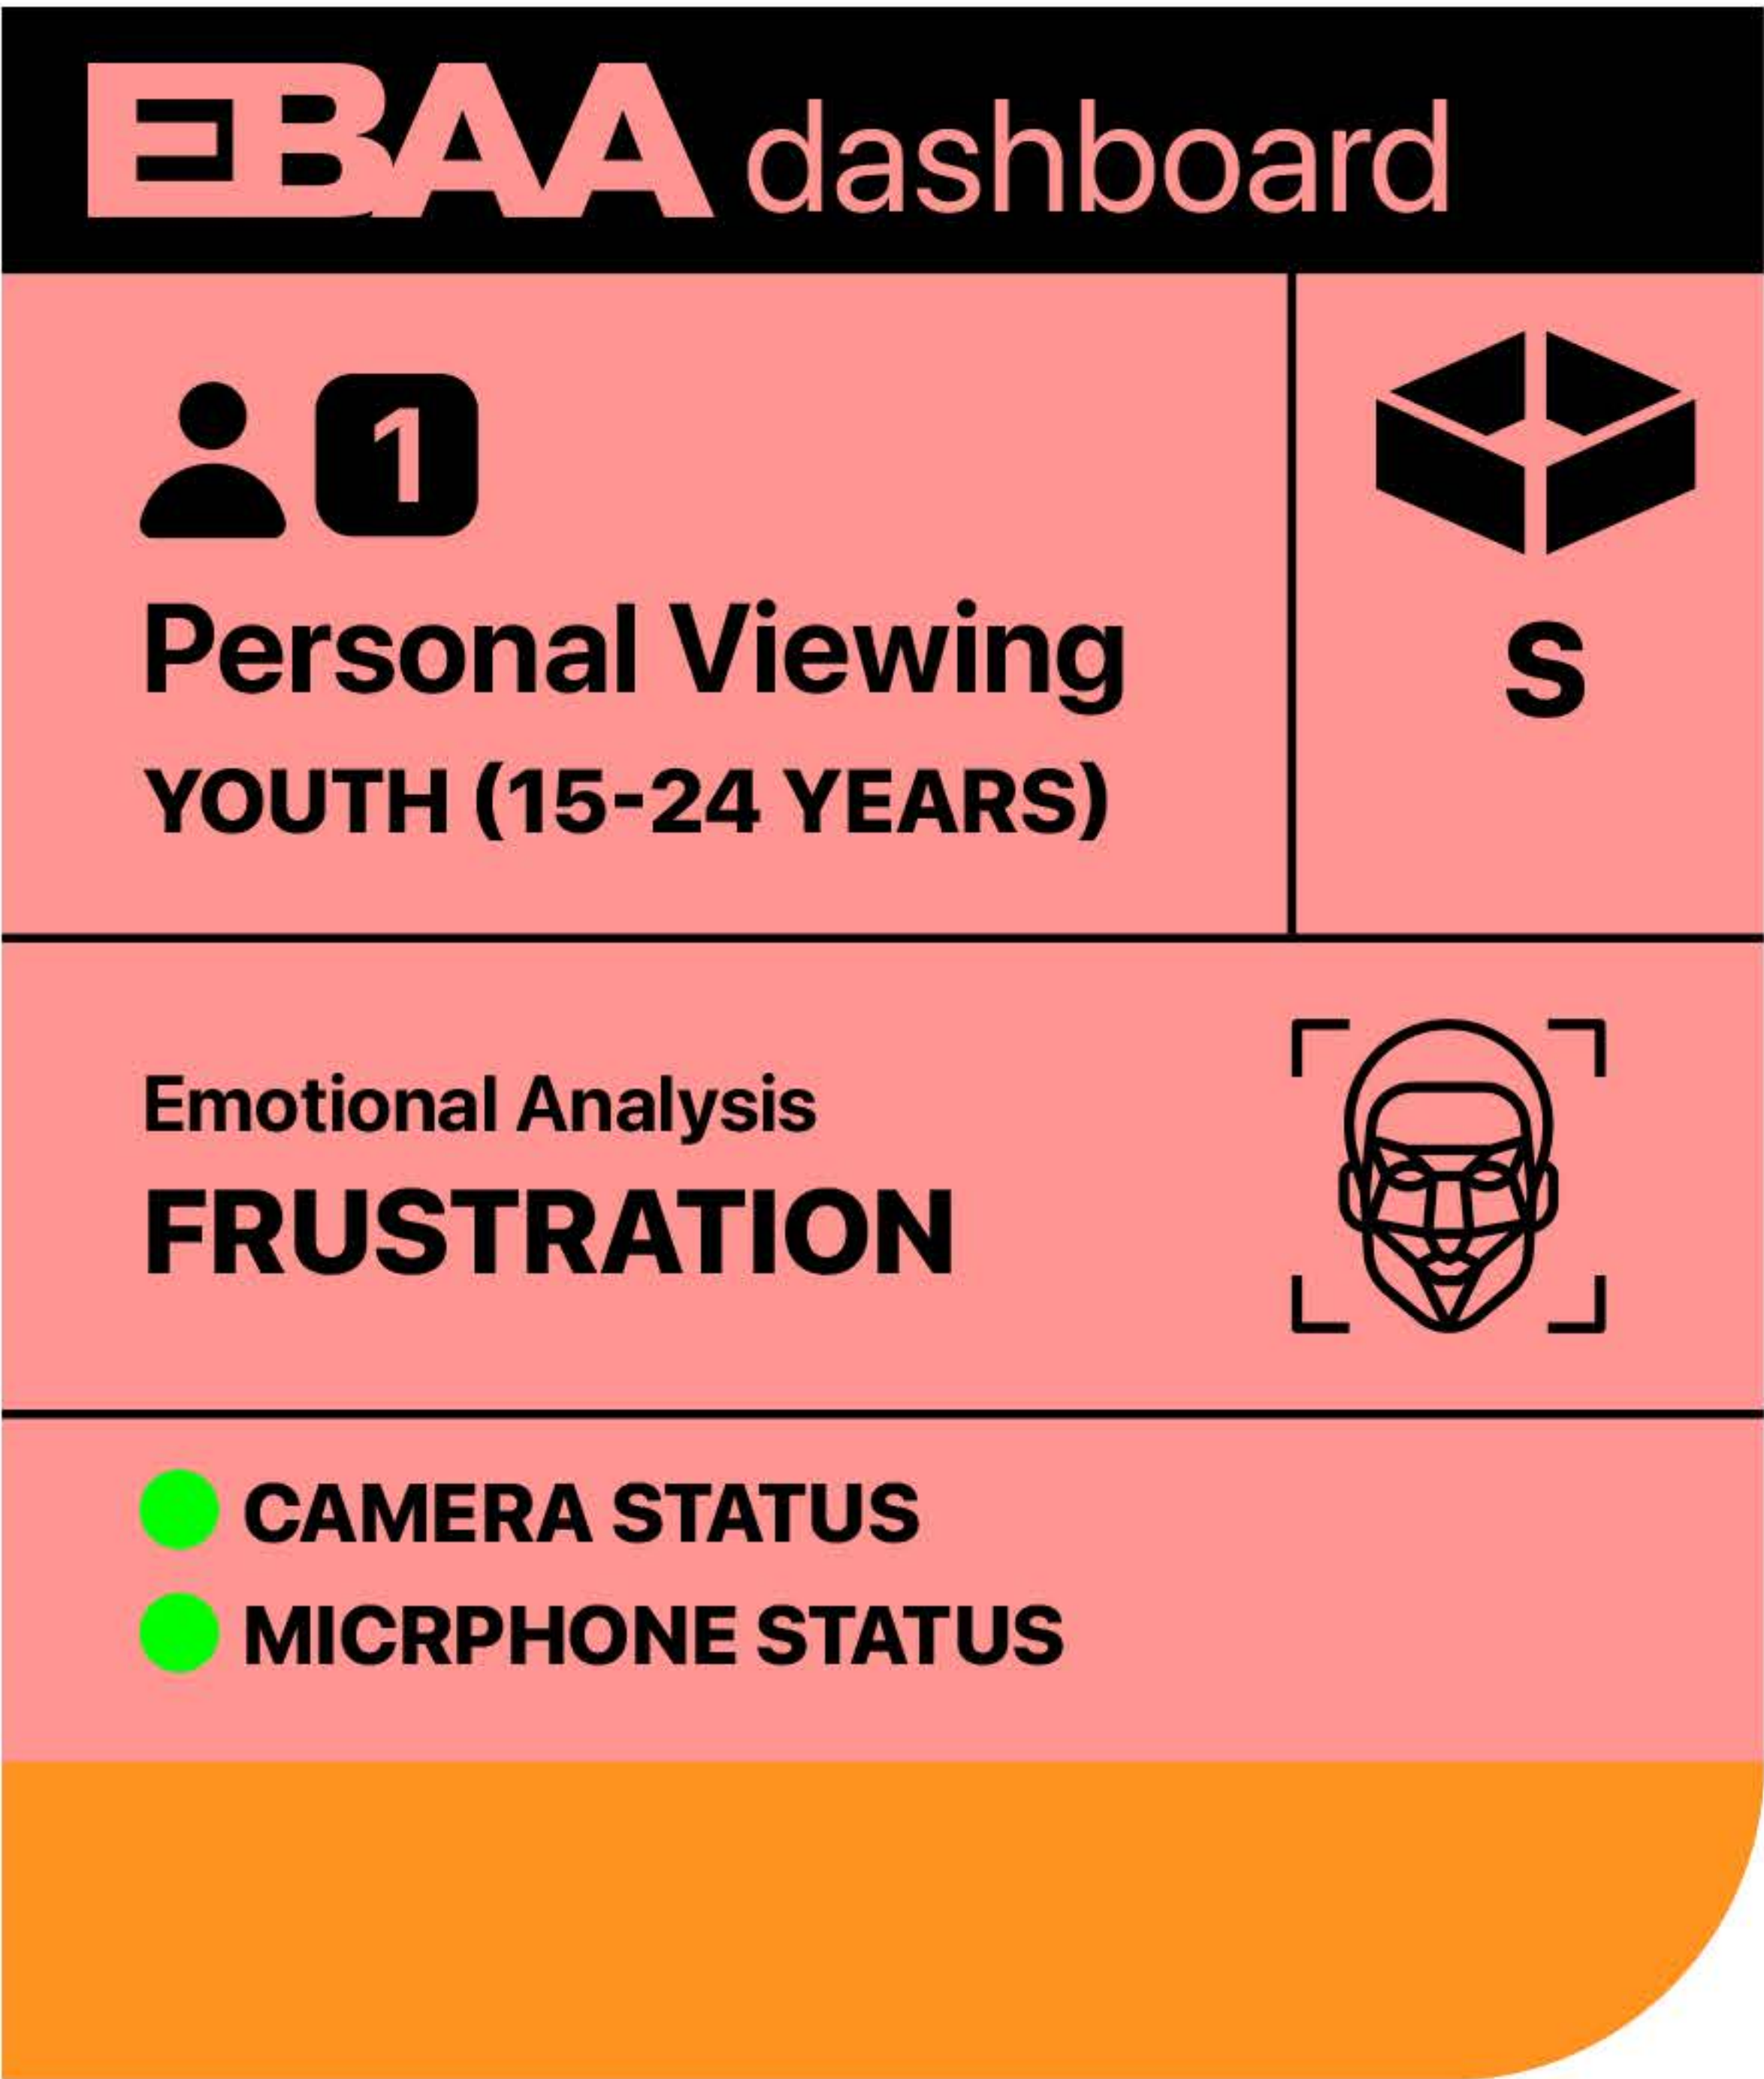 EBAA dashboard
1
Personal Viewing
YOUTH (15-24 YEARS)
S
Emotional Analysis
FRUSTRATION
CAMERA STATUS
MICRPHONE STATUS